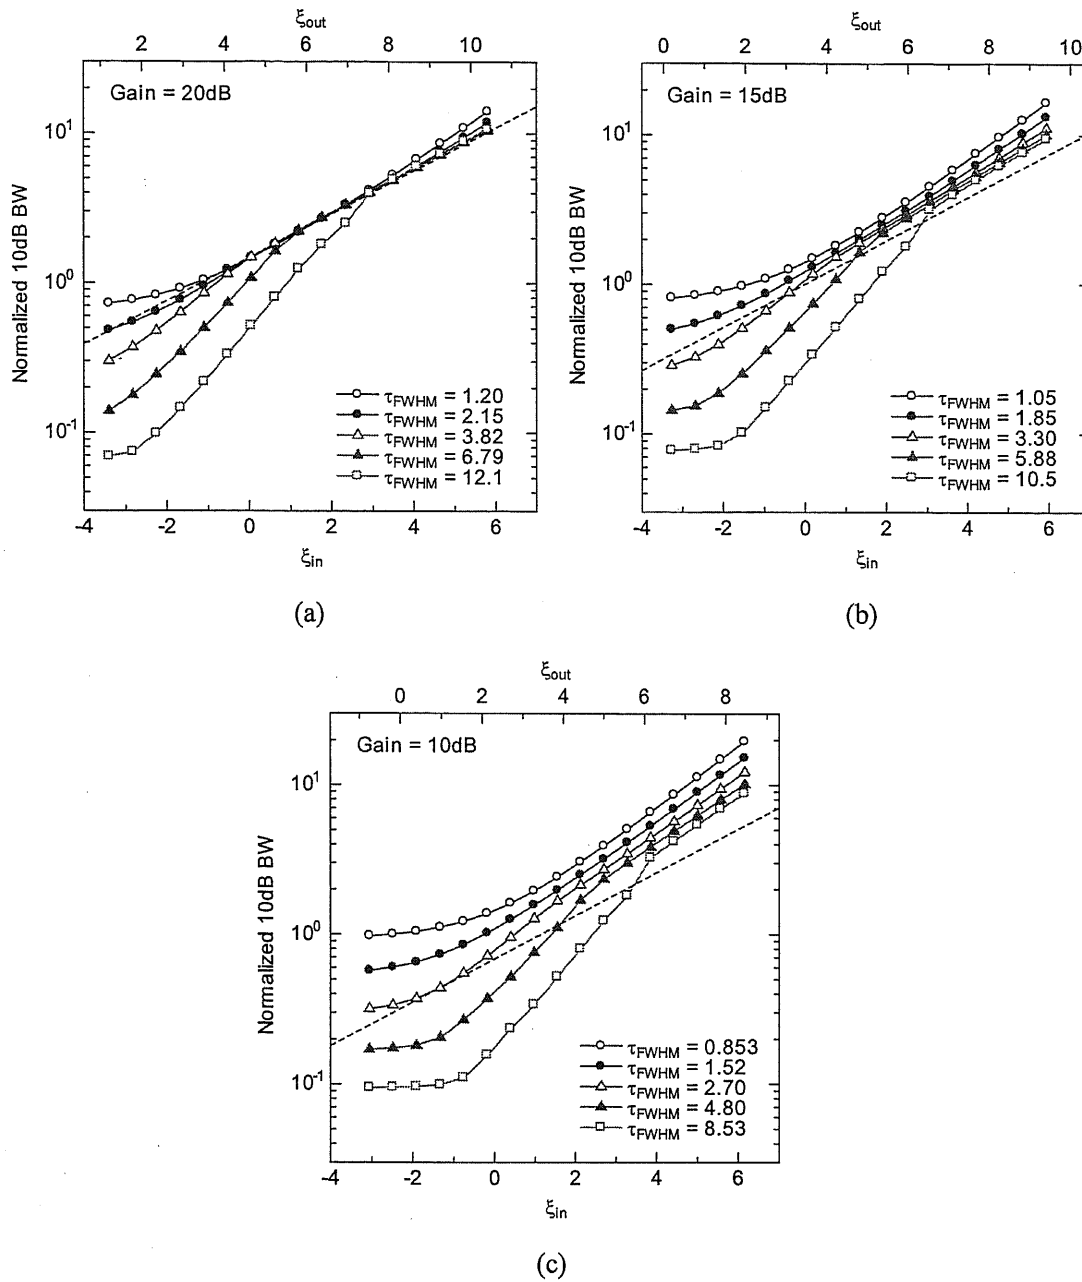 ξout
2 4 6 8 10
Gain = 20dB
Normalized 10dB BW
10¹
10⁰
10⁻¹
τFWHM = 1.20
τFWHM = 2.15
τFWHM = 3.82
τFWHM = 6.79
τFWHM = 12.1
-4 -2 0 2 4 6
ξin
(a)
ξout
0 2 4 6 8 10
Gain = 15dB
Normalized 10dB BW
10¹
10⁰
10⁻¹
τFWHM = 1.05
τFWHM = 1.85
τFWHM = 3.30
τFWHM = 5.88
τFWHM = 10.5
-4 -2 0 2 4 6
ξin
(b)
ξout
0 2 4 6 8
Gain = 10dB
Normalized 10dB BW
10¹
10⁰
10⁻¹
τFWHM = 0.853
τFWHM = 1.52
τFWHM = 2.70
τFWHM = 4.80
τFWHM = 8.53
-4 -2 0 2 4 6
ξin
(c)